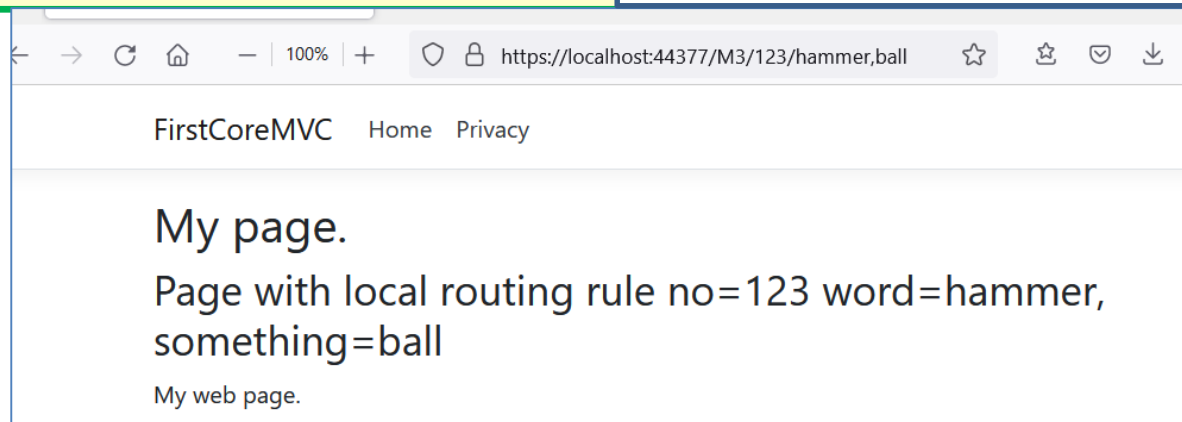 100%
https://localhost:44377/M3/123/hammer,ball
FirstCoreMVC Home Privacy
My page.
Page with local routing rule no=123 word=hammer,
something=ball
My web page.